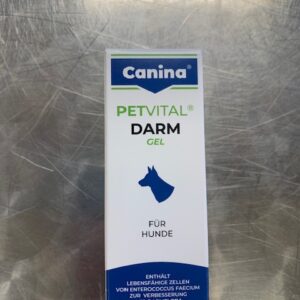 Canina®
PETVITAL®
DARM
GEL
FÜR
HUNDE
ENTHÄLT
LEBENSFÄHIGE ZELLEN
VON ENTEROCOCCUS FAECIUM
ZUR VERBESSERUNG